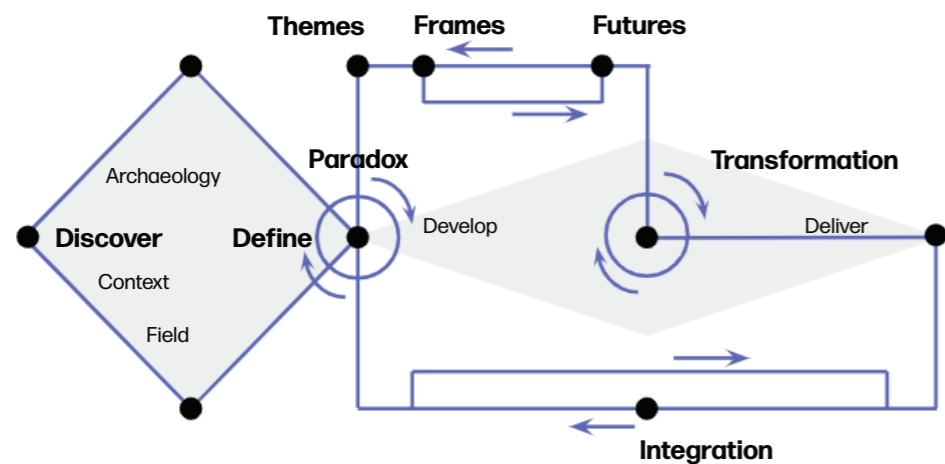 Themes
Frames
Futures
Paradox
Transformation
Archaeology
Discover
Define
Develop
Deliver
Context
Field
Integration